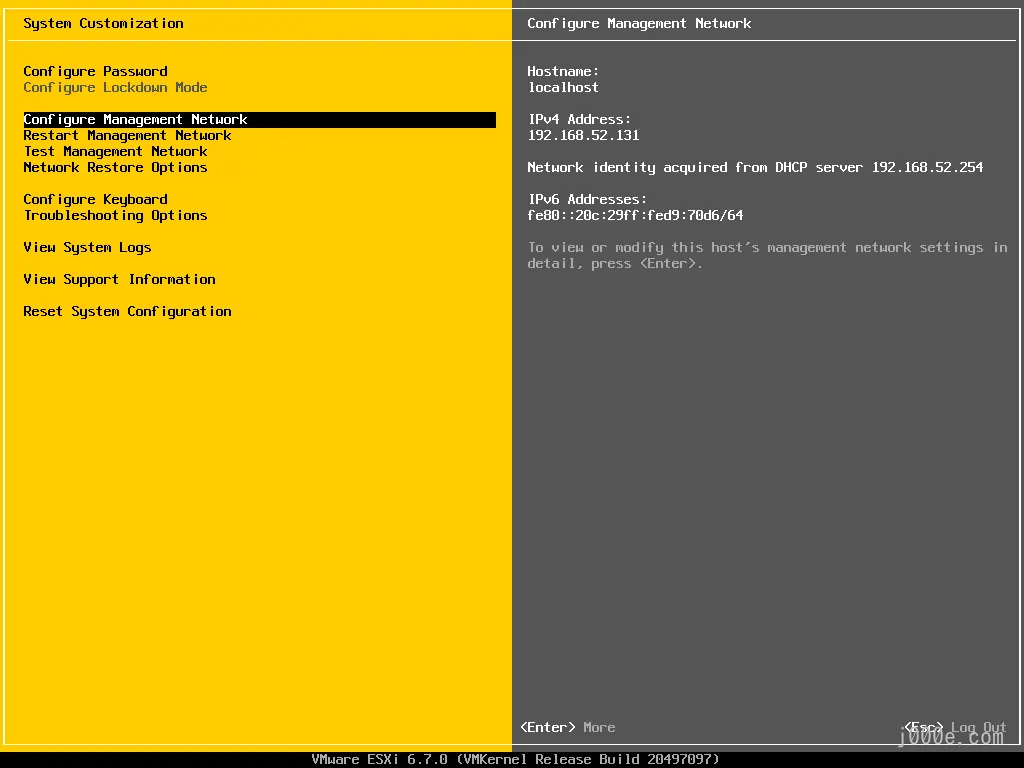 System Customization
Configure Password
Configure Lockdown Mode
Configure Management Network
Restart Management Network
Test Management Network
Network Restore Options
Configure Keyboard
Troubleshooting Options
View System Logs
View Support Information
Reset System Configuration
Configure Management Network
Hostname:
localhost
IPv4 Address:
192.168.52.131
Network identity acquired from DHCP server 192.168.52.254
IPv6 Addresses:
fe80::20c:29ff:fed9:70d6/64
To view or modify this host's management network settings in
detail, press <Enter>.
<Enter> More
<Esc> Log Out
j000e.com
VMware ESXi 6.7.0 (VMKernel Release Build 20497097)